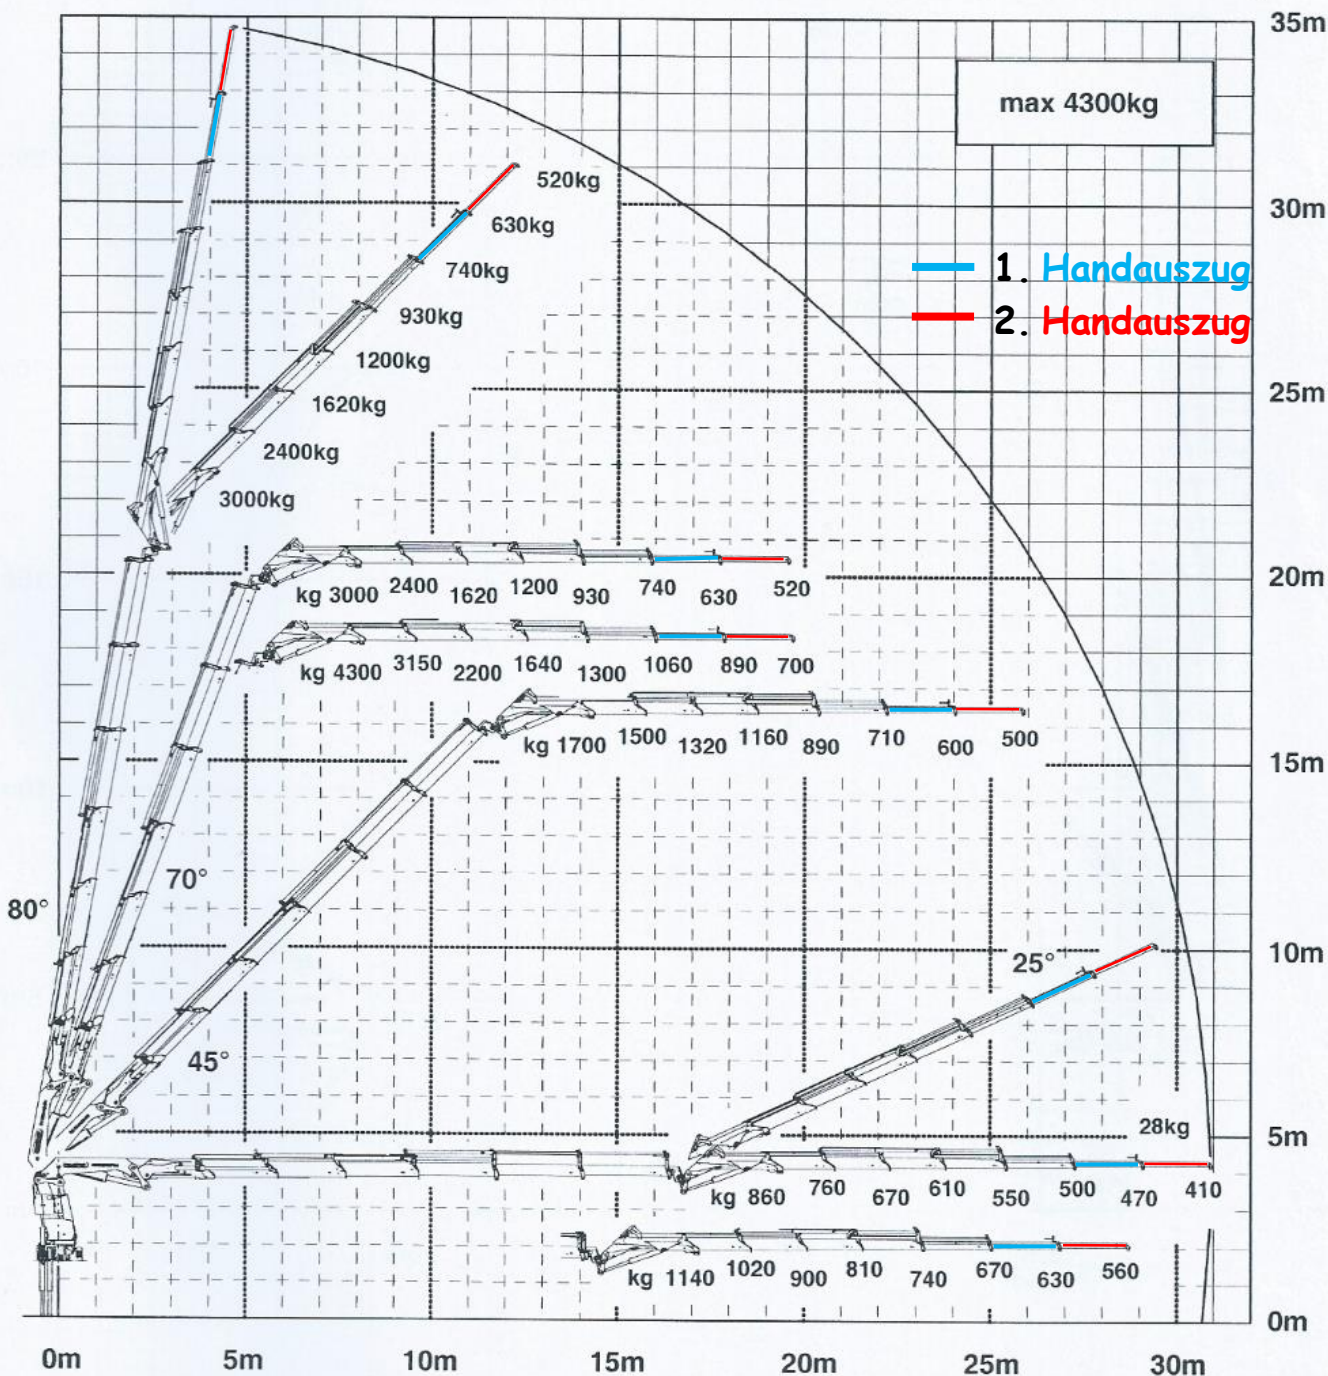 35m
max 4300kg
520kg
30m
630kg
1. Handauszug
740kg
2. Handauszug
930kg
1200kg
25m
1620kg
2400kg
3000kg
20m
kg 3000 2400 1620 1200 930 740 630 520
kg 4300 3150 2200 1640 1300 1060 890 700
kg 1700 1500 1320 1160 890 710 600 500
15m
70°
80°
10m
25°
45°
28kg
5m
kg 860 760 670 610 550 500 470 410
kg 1140 1020 900 810 740 670 630 560
0m
0m 5m 10m 15m 20m 25m 30m